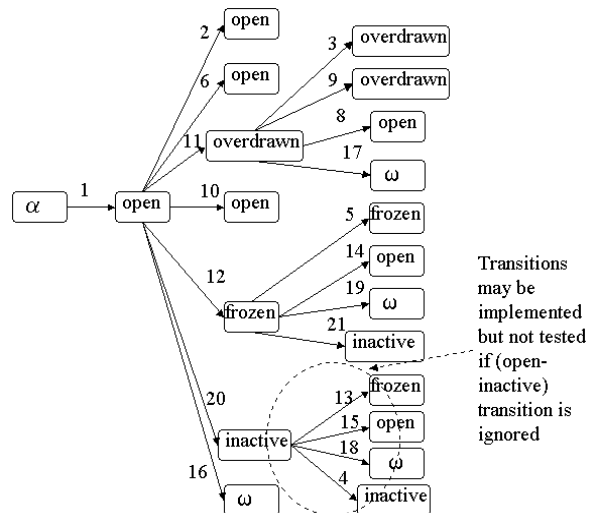 open
2
3
overdrawn
6
open
9
overdrawn
8
open
11
overdrawn
17
ω
α
1
open
10
open
5
frozen
14
open
12
19
ω
frozen
21
inactive
Transitions
may be
implemented
but not tested
if (open-
inactive)
transition is
ignored
13
frozen
20
15
open
inactive
18
ω
16
4
inactive
ω